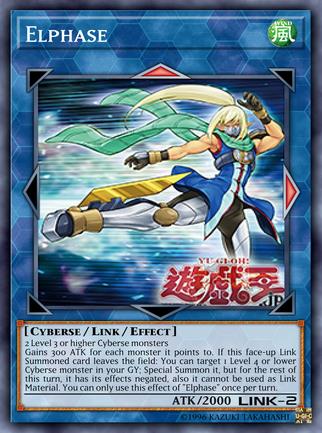 Elphase
WIND
風
YU-GI-OH!
遊戯王
.jp
[Cyberse / Link / Effect]
2 Level 3 or higher Cyberse monsters
Gains 300 ATK for each monster it points to. If this face-up Link
Summoned card leaves the field: You can target 1 Level 4 or lower
Cyberse monster in your GY; Special Summon it, but for the rest of
this turn, it has its effects negated, also it cannot be used as Link
Material. You can only use this effect of "Elphase" once per turn.
ATK/2000 LINK-2
©1996 KAZUKI TAKAHASHI